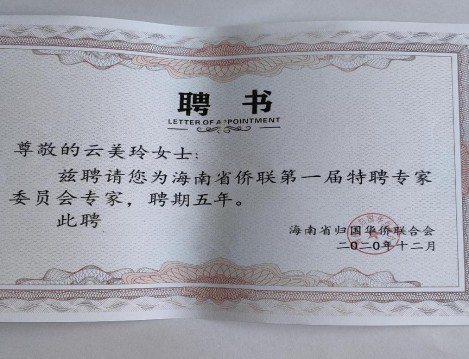 聘 书
LETTER OF APPOINTMENT
尊敬的云美玲女士:
兹聘请您为海南省侨联第一届特聘专家
委员会专家，聘期五年。
此聘
海南省归国华侨联合会
二〇二〇年十二月